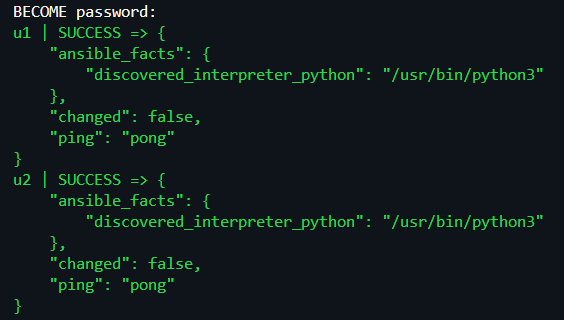 BECOME password:
u1 | SUCCESS => {
    "ansible_facts": {
        "discovered_interpreter_python": "/usr/bin/python3"
    },
    "changed": false,
    "ping": "pong"
}
u2 | SUCCESS => {
    "ansible_facts": {
        "discovered_interpreter_python": "/usr/bin/python3"
    },
    "changed": false,
    "ping": "pong"
}